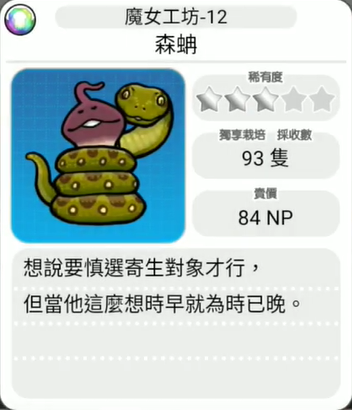 魔女工坊-12
森蚺
稀有度
獨享栽培 採收數
93 隻
賣價
84 NP
想說要慎選寄生對象才行，
但當他這麼想時早就為時已晚。